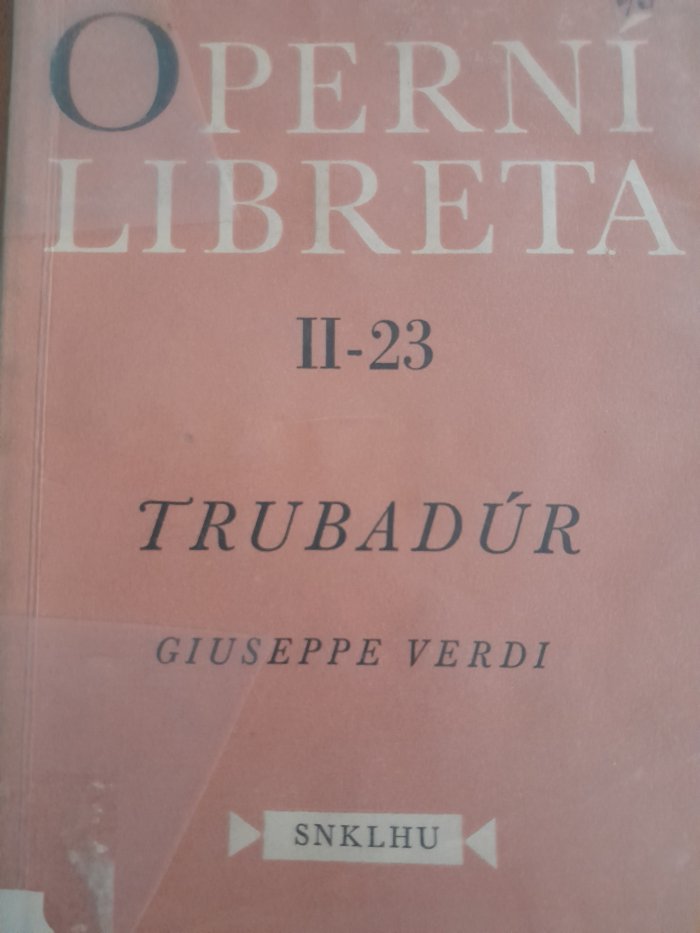 OPERNÍ
LIBRETA
II-23
TRUBADÚR
GIUSEPPE VERDI
SNKLHU